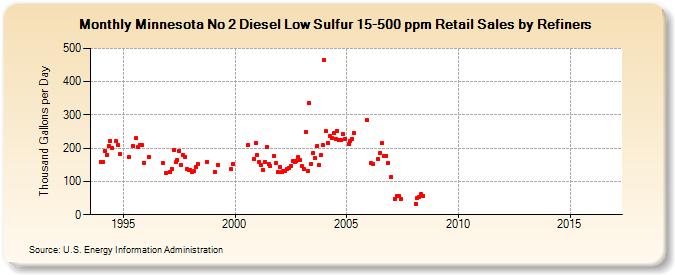 Monthly Minnesota No 2 Diesel Low Sulfur 15-500 ppm Retail Sales by Refiners
Thousand Gallons per Day
500
400
300
200
100
0
1995 2000 2005 2010 2015
Source: U.S. Energy Information Administration